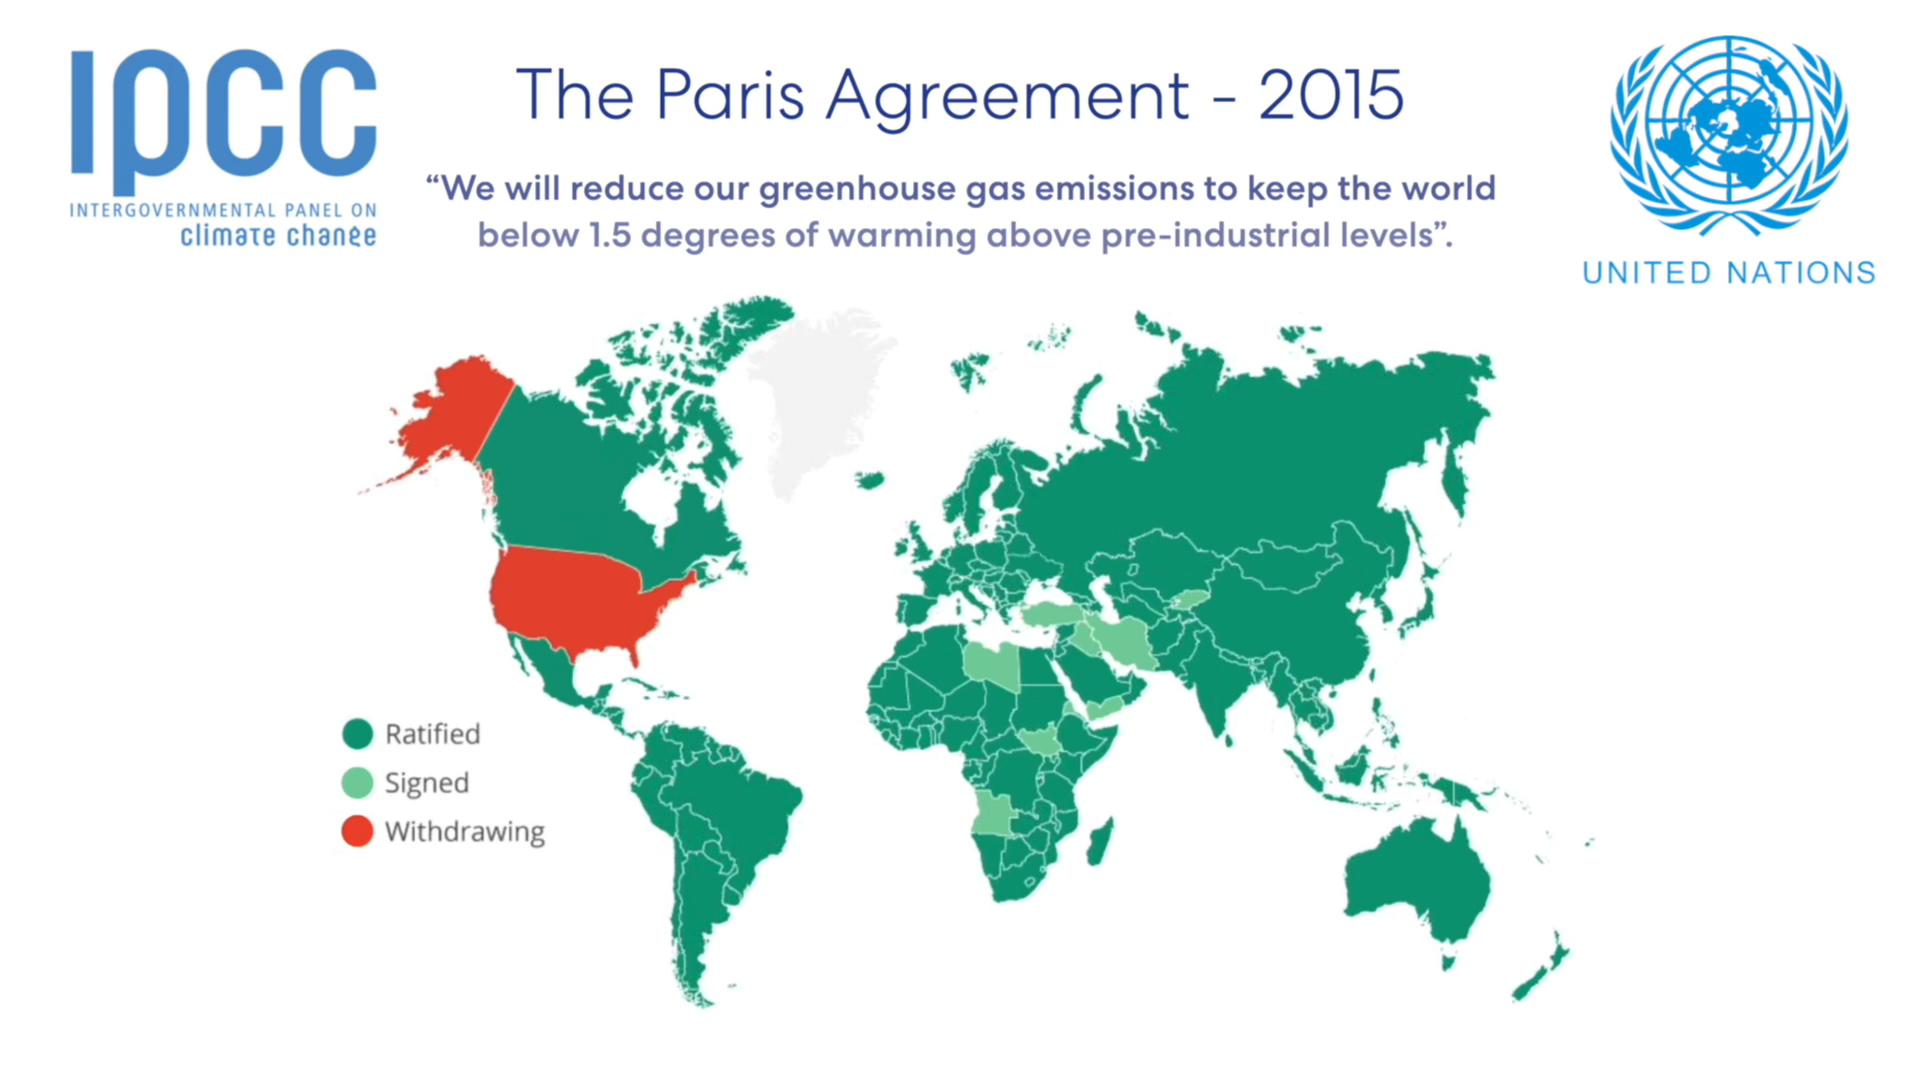 IPCC
INTERGOVERNMENTAL PANEL ON
climate change
The Paris Agreement - 2015
“We will reduce our greenhouse gas emissions to keep the world
below 1.5 degrees of warming above pre-industrial levels”.
UNITED NATIONS
Ratified
Signed
Withdrawing